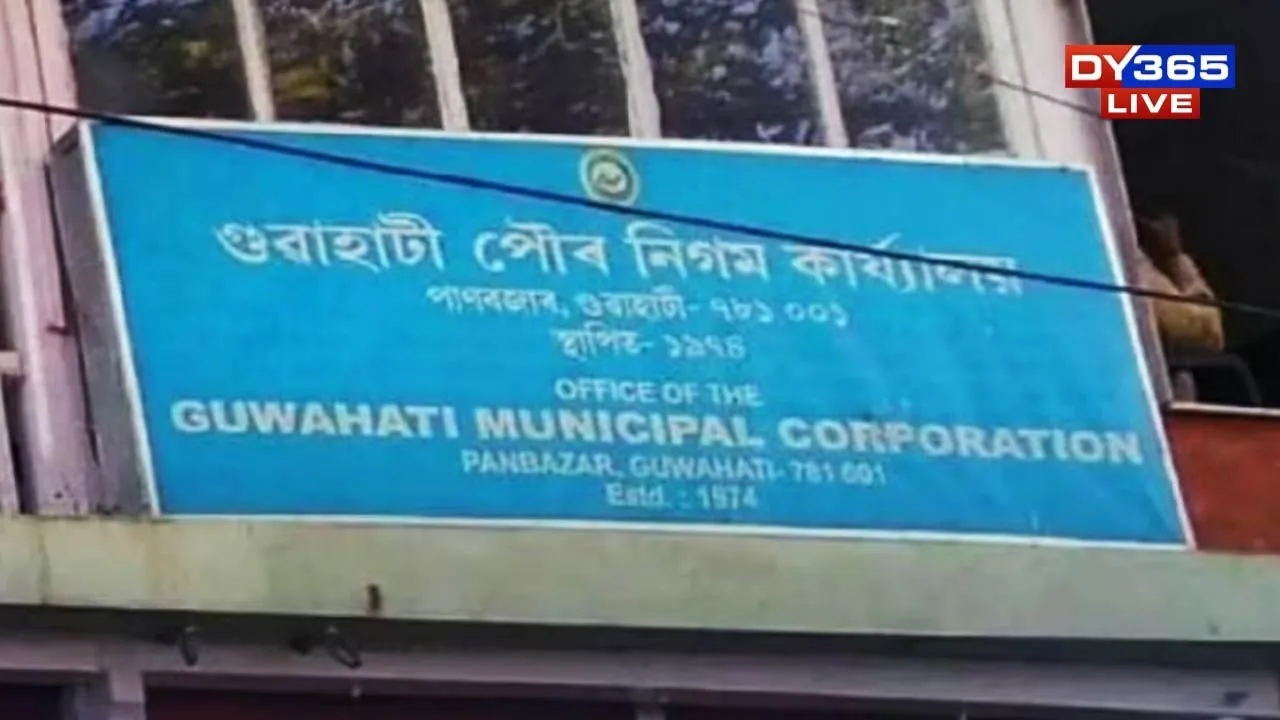 DY365
LIVE
গুৱাহাটী পৌৰ নিগম কাৰ্য্যালয়
পাণবজাৰ, গুৱাহাটী- ৭৮১ ০০১
স্থাপিত- ১৯৭৪
OFFICE OF THE
GUWAHATI MUNICIPAL CORPORATION
PANBAZAR, GUWAHATI- 781 001
Estd. : 1974